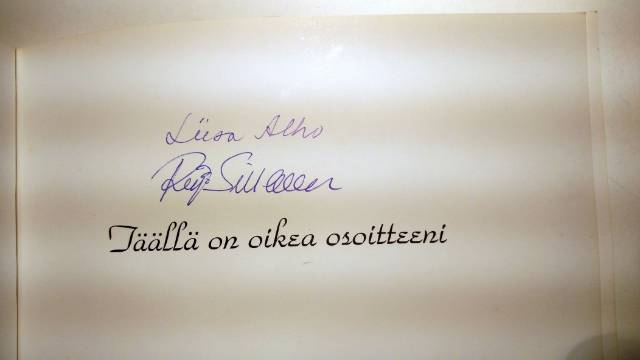 Liisa Alho
Täällä on oikea osoitteeni